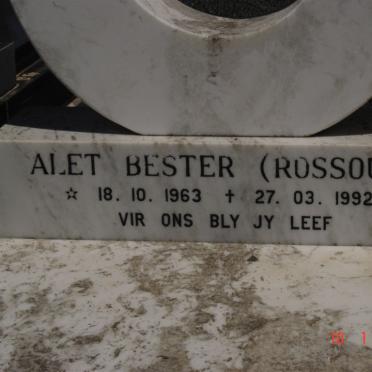 ALET BESTER (ROSSOU
☆ 18. 10. 1963 ✝ 27. 03. 1992
VIR ONS BLY JY LEEF